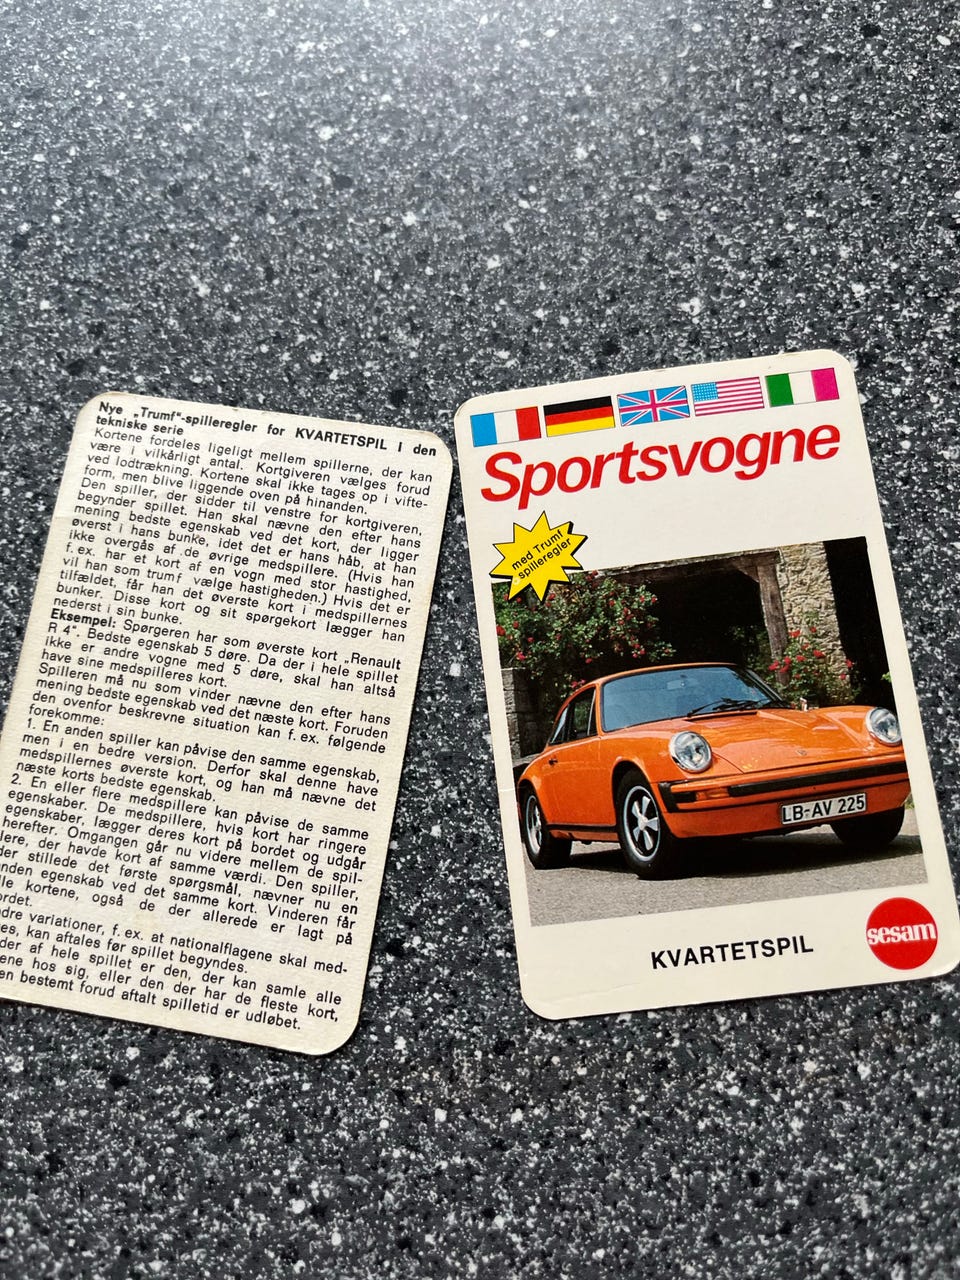 Nye „Trumf"-spilleregler for KVARTETSPIL i den
tekniske serie
Kortene fordeles ligeligt mellem spillerne, der kan
være i vilkårligt antal. Kortgiveren vælges forud
ved lodtrækning. Kortene skal ikke tages op i vifte-
form, men blive liggende oven på hinanden.
Den spiller, der sidder til venstre for kortgiveren,
begynder spillet. Han skal nævne den efter hans
mening bedste egenskab ved det kort, der ligger
øverst i hans bunke, idet det er hans håb, at han
ikke overgås af de øvrige medspillere. (Hvis han
f. ex. har et kort af en vogn med stor hastighed,
vil han som trumf vælge hastigheden.) Hvis det er
tilfældet, får han det øverste kort i medspillernes
bunker. Disse kort og sit spørgekort lægger han
nederst i sin bunke.
Eksempel: Spørgeren har som øverste kort „Renault
R 4". Bedste egenskab 5 døre. Da der i hele spillet
ikke er andre vogne med 5 døre, skal han altså
have sine medspilleres kort.
Spilleren må nu som vinder nævne den efter hans
mening bedste egenskab ved det næste kort. Foruden
den ovenfor beskrevne situation kan f. ex. følgende
forekomme:
1. En anden spiller kan påvise den samme egenskab,
men i en bedre version. Derfor skal denne have
medspillernes øverste kort, og han må nævne det
næste korts bedste egenskab.
2. En eller flere medspillere kan påvise de samme
egenskaber. De medspillere, hvis kort har ringere
egenskaber, lægger deres kort på bordet og udgår
herefter. Omgangen går nu videre mellem de spil-
lere, der havde kort af samme værdi. Den spiller,
der stillede det første spørgsmål, nævner nu en
anden egenskab ved det samme kort. Vinderen får
alle kortene, også de der allerede er lagt på
ordet.
dre variationer, f. ex. at nationalflagene skal med-
es, kan aftales før spillet begyndes.
der af hele spillet er den, der kan samle alle
ene hos sig, eller den der har de fleste kort,
en bestemt forud aftalt spilletid er udløbet.
Sportsvogne
med Trumf
spilleregler
LB-AV 225
KVARTETSPIL
sesam